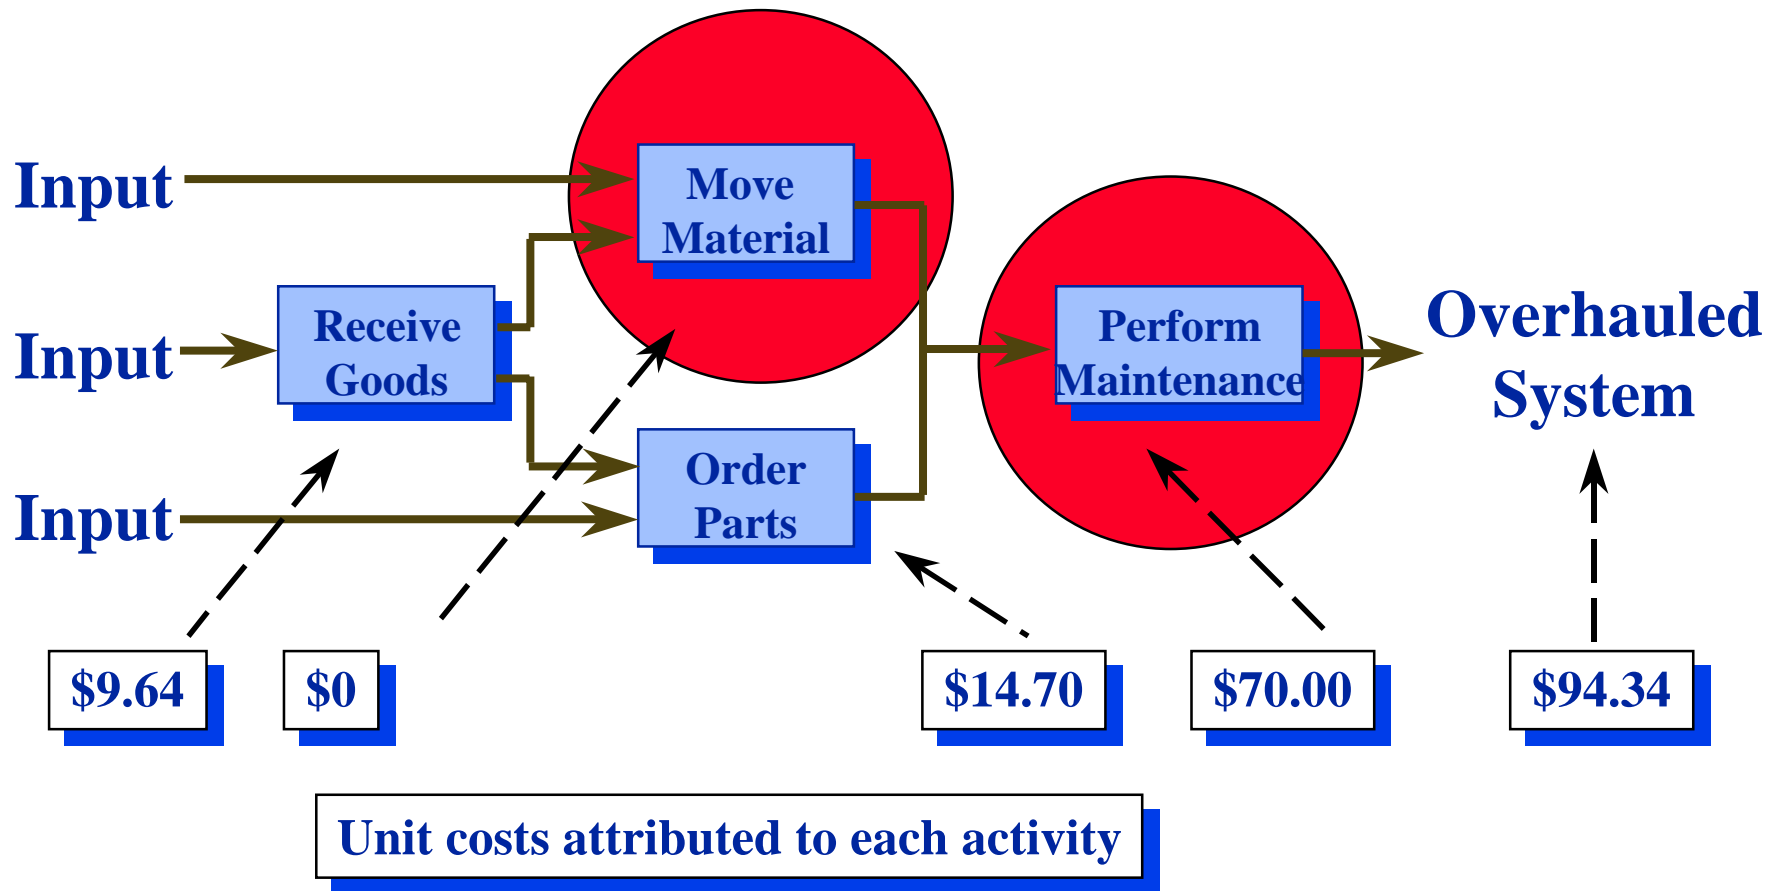 Input
Move
Material
Input
Receive
Goods
Perform
Maintenance
Overhauled
System
Input
Order
Parts
$9.64
$0
$14.70
$70.00
$94.34
Unit costs attributed to each activity